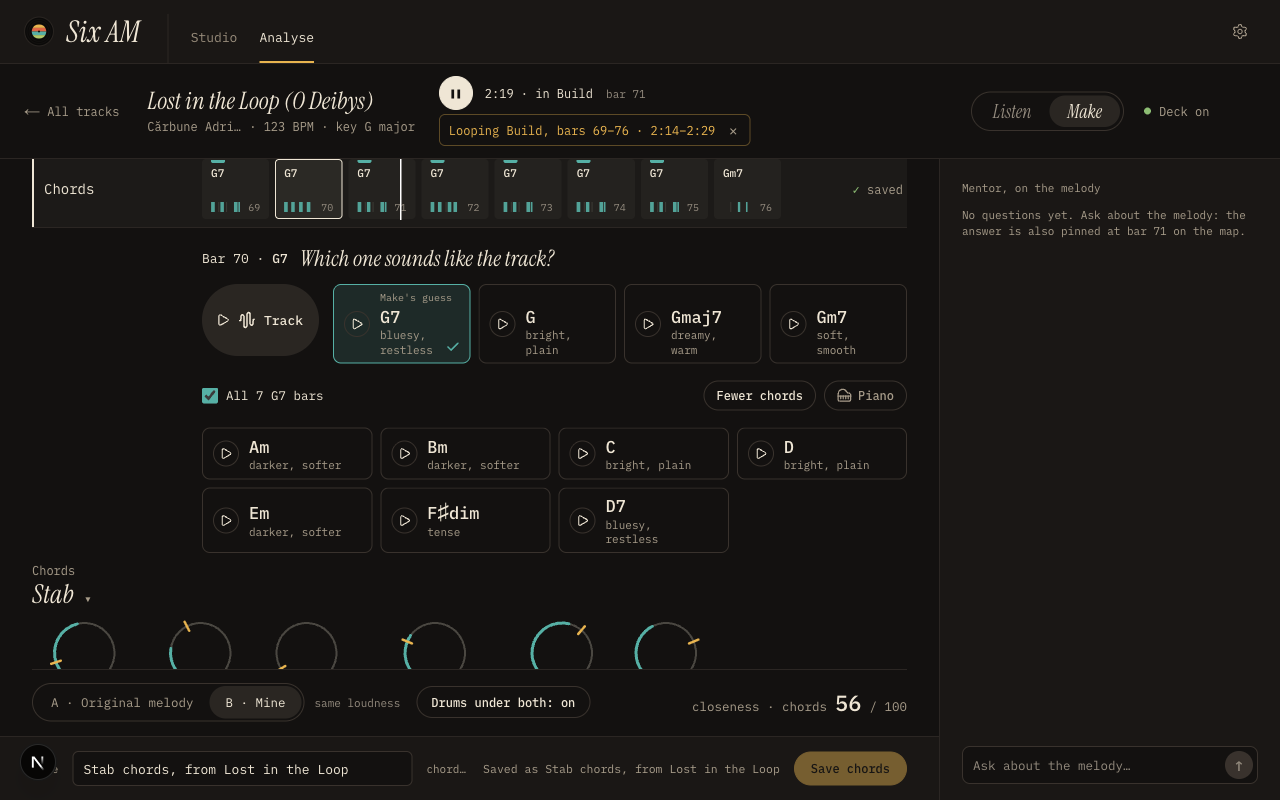 Six AM
Studio
Analyse
← All tracks
Lost in the Loop (O Deibys)
Cărbune Adri… · 123 BPM · key G major
2:19 · in Build bar 71
Looping Build, bars 69–76 · 2:14–2:29 ×
Listen
Make
Deck on
Chords
G7
G7
G7
G7
G7
G7
G7
Gm7
69
70
71
72
73
74
75
76
✓ saved
Bar 70 · G7 Which one sounds like the track?
Track
Make's guess
G7
bluesy,
restless
G
bright,
plain
Gmaj7
dreamy,
warm
Gm7
soft,
smooth
All 7 G7 bars
Fewer chords
Piano
Am
darker, softer
Bm
darker, softer
C
bright, plain
D
bright, plain
Em
darker, softer
F♯dim
tense
D7
bluesy,
restless
Chords
Stab ▾
A · Original melody
B · Mine
same loudness
Drums under both: on
closeness · chords 56 / 100
N
Stab chords, from Lost in the Loop
chord…
Saved as Stab chords, from Lost in the Loop
Save chords
Mentor, on the melody
No questions yet. Ask about the melody: the
answer is also pinned at bar 71 on the map.
Ask about the melody…
↑